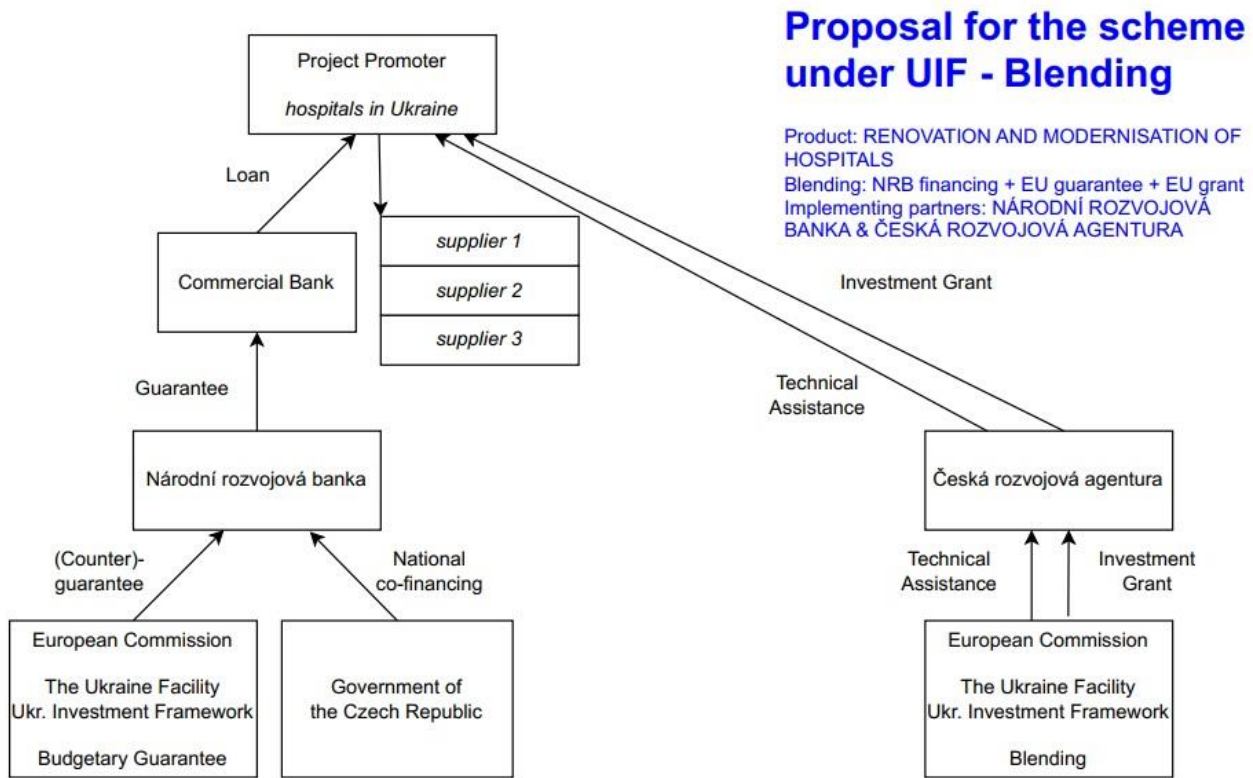 Proposal for the scheme
under UIF - Blending
Product: RENOVATION AND MODERNISATION OF
HOSPITALS
Blending: NRB financing + EU guarantee + EU grant
Implementing partners: NÁRODNÍ ROZVOJOVÁ
BANKA & ČESKÁ ROZVOJOVÁ AGENTURA
Project Promoter
hospitals in Ukraine
Loan
supplier 1
supplier 2
supplier 3
Commercial Bank
Investment Grant
Guarantee
Technical
Assistance
Národní rozvojová banka
Česká rozvojová agentura
(Counter)-
guarantee
National
co-financing
Technical
Assistance
Investment
Grant
European Commission
The Ukraine Facility
Ukr. Investment Framework
Budgetary Guarantee
Government of
the Czech Republic
European Commission
The Ukraine Facility
Ukr. Investment Framework
Blending